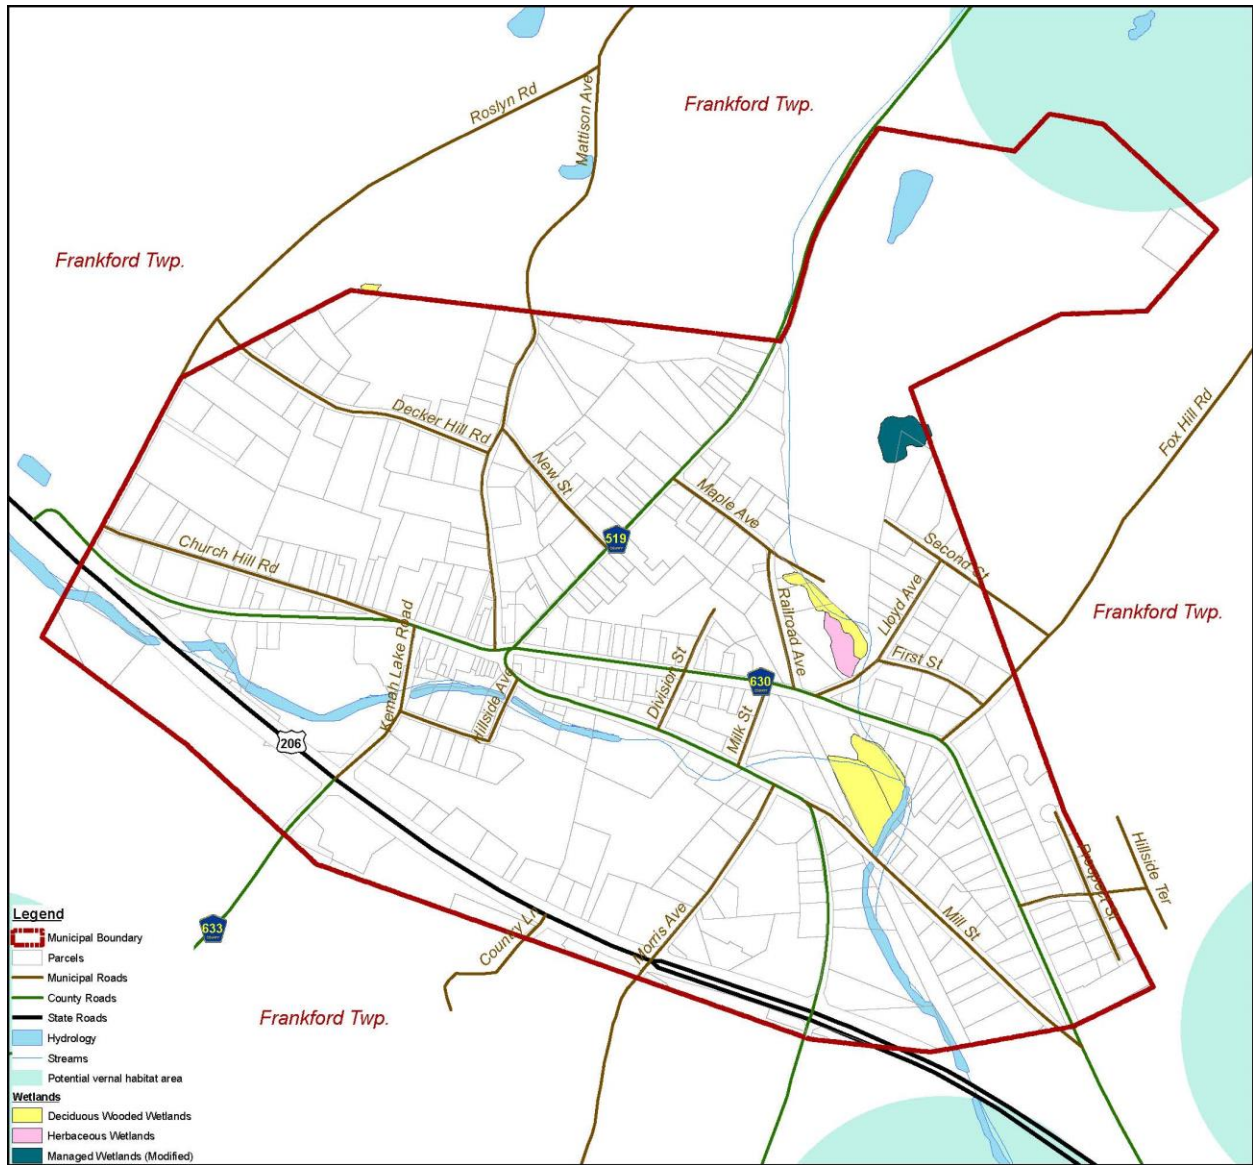 Frankford Twp.
Roslyn Rd
Mattison Ave
Frankford Twp.
Decker Hill Rd
New St
519
Maple Ave
Fox Hill Rd
Church Hill Rd
Second St
Lloyd Ave
Railroad Ave
Frankford Twp.
First St
Kemah Lake Road
Hillside Ave
Division St
630
Milk St
206
Prospect St
Hillside Ter
633
Country Ln
Morris Ave
Mill St
Frankford Twp.
Legend
Municipal Boundary
Parcels
Municipal Roads
County Roads
State Roads
Hydrology
Streams
Potential vernal habitat area
Wetlands
Deciduous Wooded Wetlands
Herbaceous Wetlands
Managed Wetlands (Modified)